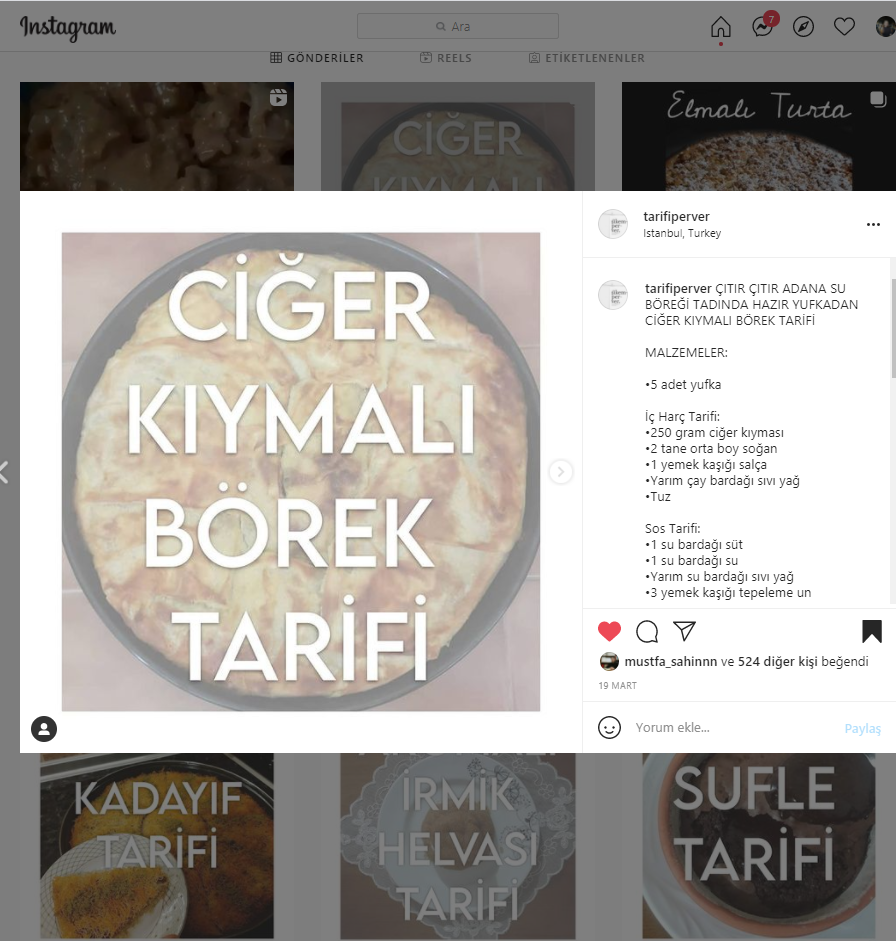 Instagram
Ara
7
GÖNDERİLER
REELS
ETİKETLENENLER
CİĞER
KIYMALI
Elmalı Turta
CİĞER
KIYMALI
BÖREK
TARİFİ
tarifiperver
Istanbul, Turkey
tarifiperver ÇITIR ÇITIR ADANA SU
BÖREĞİ TADINDA HAZIR YUFKADAN
CİĞER KIYMALI BÖREK TARİFİ
MALZEMELER:
•5 adet yufka
İç Harç Tarifi:
•250 gram ciğer kıyması
•2 tane orta boy soğan
•1 yemek kaşığı salça
•Yarım çay bardağı sıvı yağ
•Tuz
Sos Tarifi:
•1 su bardağı süt
•1 su bardağı su
•Yarım su bardağı sıvı yağ
•3 yemek kaşığı tepeleme un
mustfa_sahinnn ve 524 diğer kişi beğendi
19 MART
Yorum ekle...
Paylaş
KADAYIF
TARİFİ
İRMİK
HELVASI
TARİFİ
SUFLE
TARİFİ